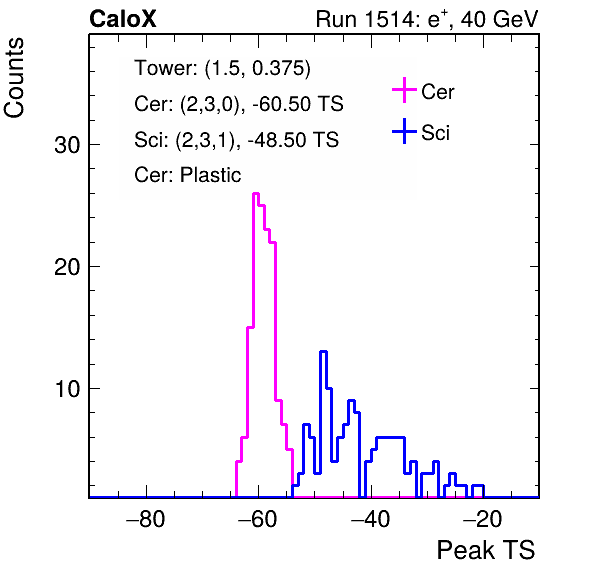 CaloX Run 1514: e⁺, 40 GeV
Counts
Tower: (1.5, 0.375)
Cer: (2,3,0), -60.50 TS
Sci: (2,3,1), -48.50 TS
Cer: Plastic
Cer
Sci
30
20
10
−80 −60 −40 −20
Peak TS